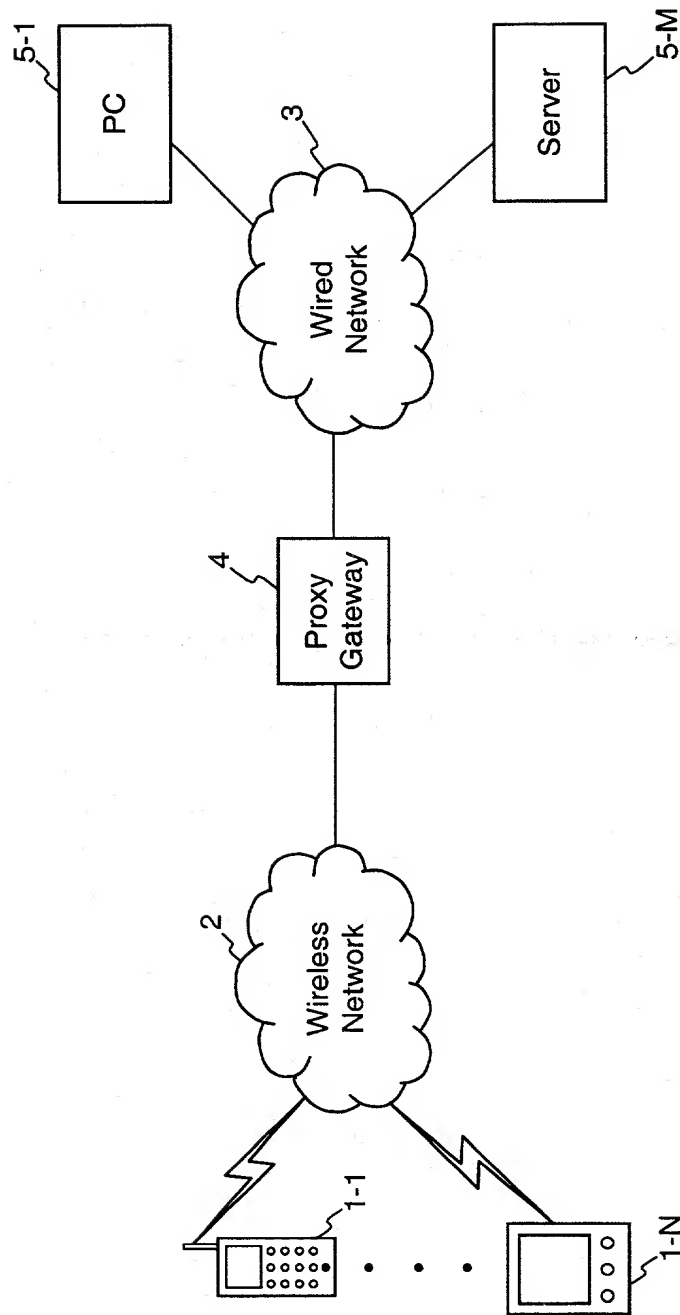 5-1
PC
3
Wired
Network
Server
5-M
4
Proxy
Gateway
2
Wireless
Network
1-1
1-N